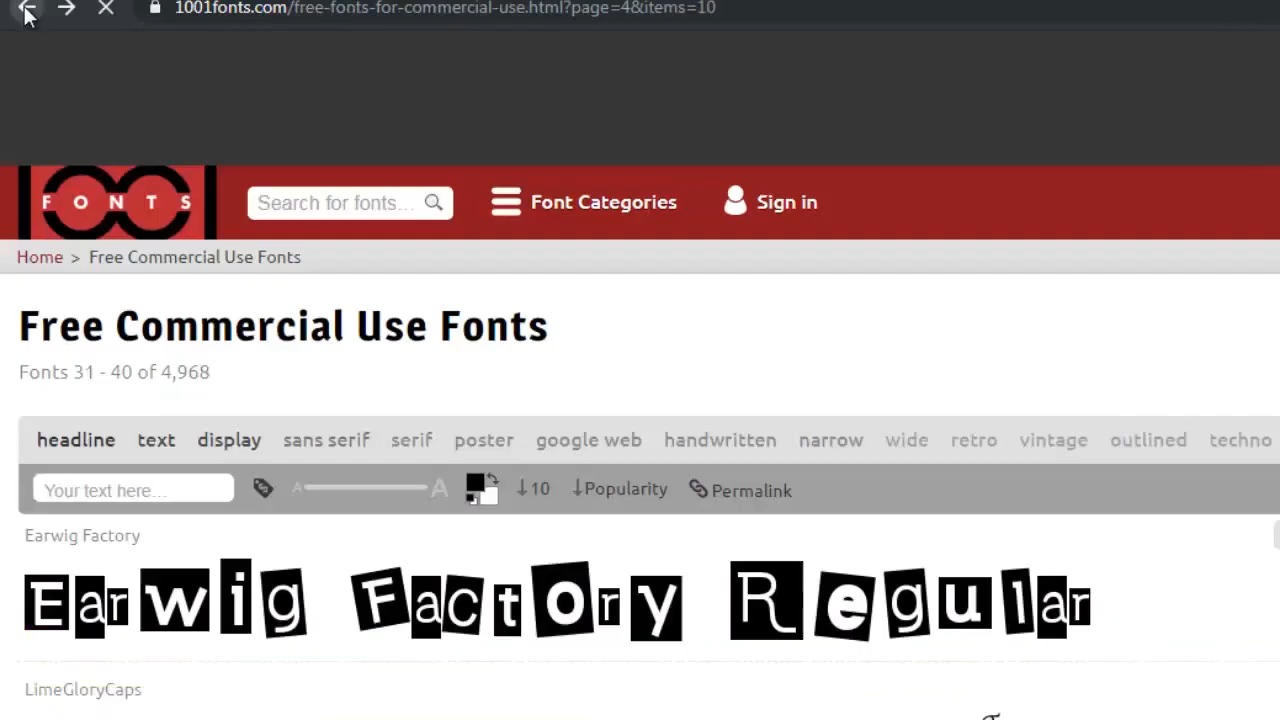 1001fonts.com/free-fonts-for-commercial-use.html?page=4&items=10
FONTS
Search for fonts...
Font Categories
Sign in
Home > Free Commercial Use Fonts
Free Commercial Use Fonts
Fonts 31 - 40 of 4,968
headline text display sans serif serif poster google web handwritten narrow wide retro vintage outlined techno
Your text here... A A ↓10 ↓Popularity Permalink
Earwig Factory
Earwig Factory Regular
LimeGloryCaps